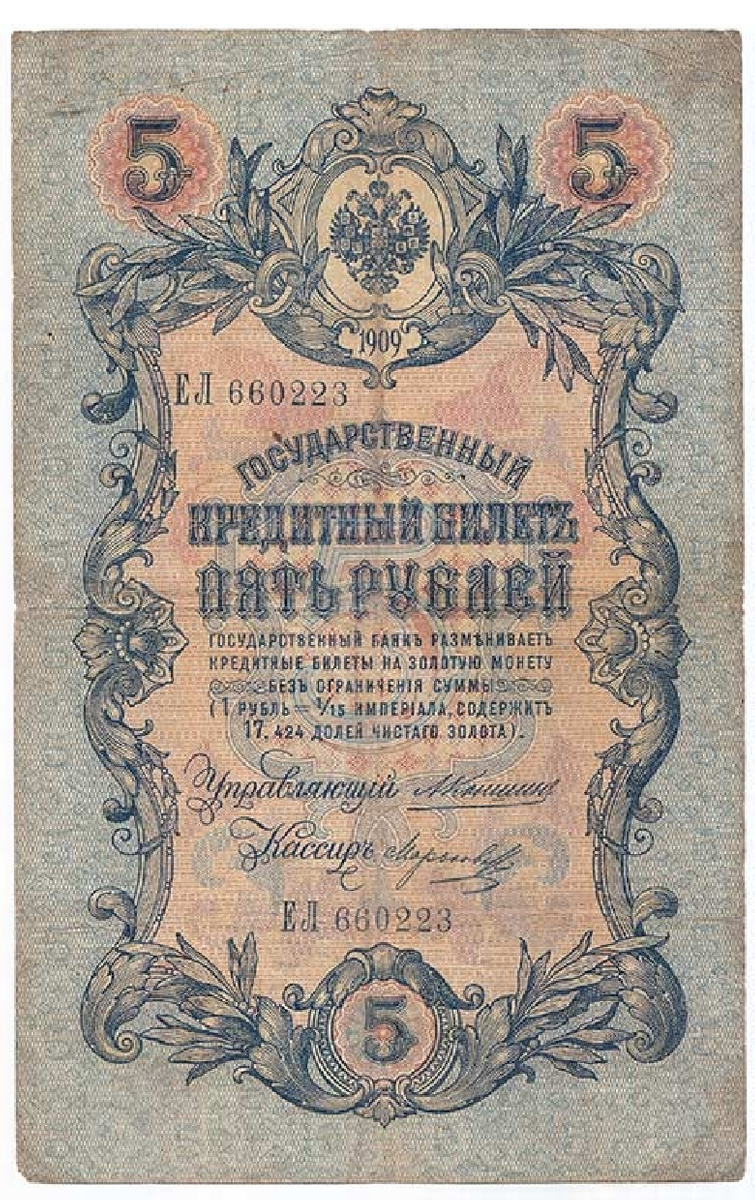 5 5
1909
ЕЛ 660223
ГОСУДАРСТВЕННЫЙ
КРЕДИТНЫЙ БИЛЕТЪ
ПЯТЬ РУБЛЕЙ
ГОСУДАРСТВЕННЫЙ БАНКЪ РАЗМѢНИВАЕТЪ
КРЕДИТНЫЕ БИЛЕТЫ НА ЗОЛОТУЮ МОНЕТУ
БЕЗЪ ОГРАНИЧЕНІЯ СУММЫ
(1 РУБЛЬ = 1/15 ИМПЕРІАЛА, СОДЕРЖИТЪ
17,424 ДОЛЕЙ ЧИСТАГО ЗОЛОТА).
Управляющій
Кассиръ
ЕЛ 660223
5